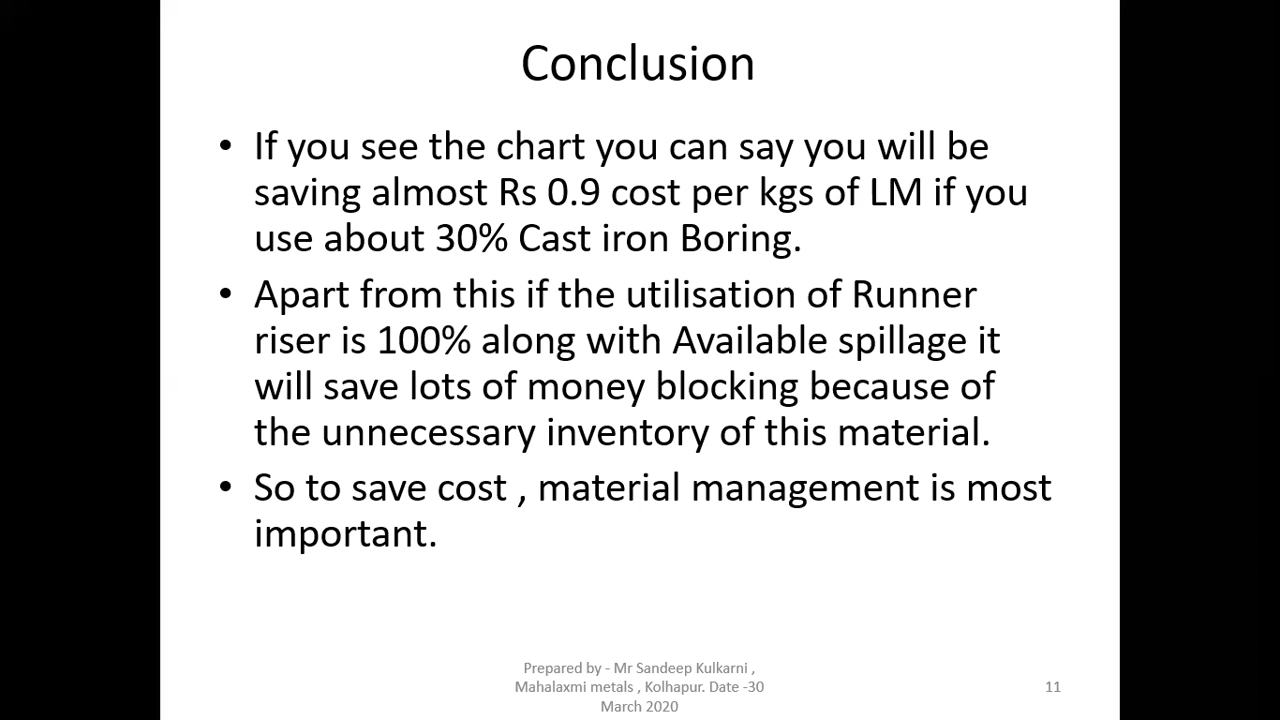 Conclusion
• If you see the chart you can say you will be
saving almost Rs 0.9 cost per kgs of LM if you
use about 30% Cast iron Boring.
• Apart from this if the utilisation of Runner
riser is 100% along with Available spillage it
will save lots of money blocking because of
the unnecessary inventory of this material.
• So to save cost , material management is most
important.
Prepared by - Mr Sandeep Kulkarni ,
Mahalaxmi metals , Kolhapur. Date -30
March 2020
11